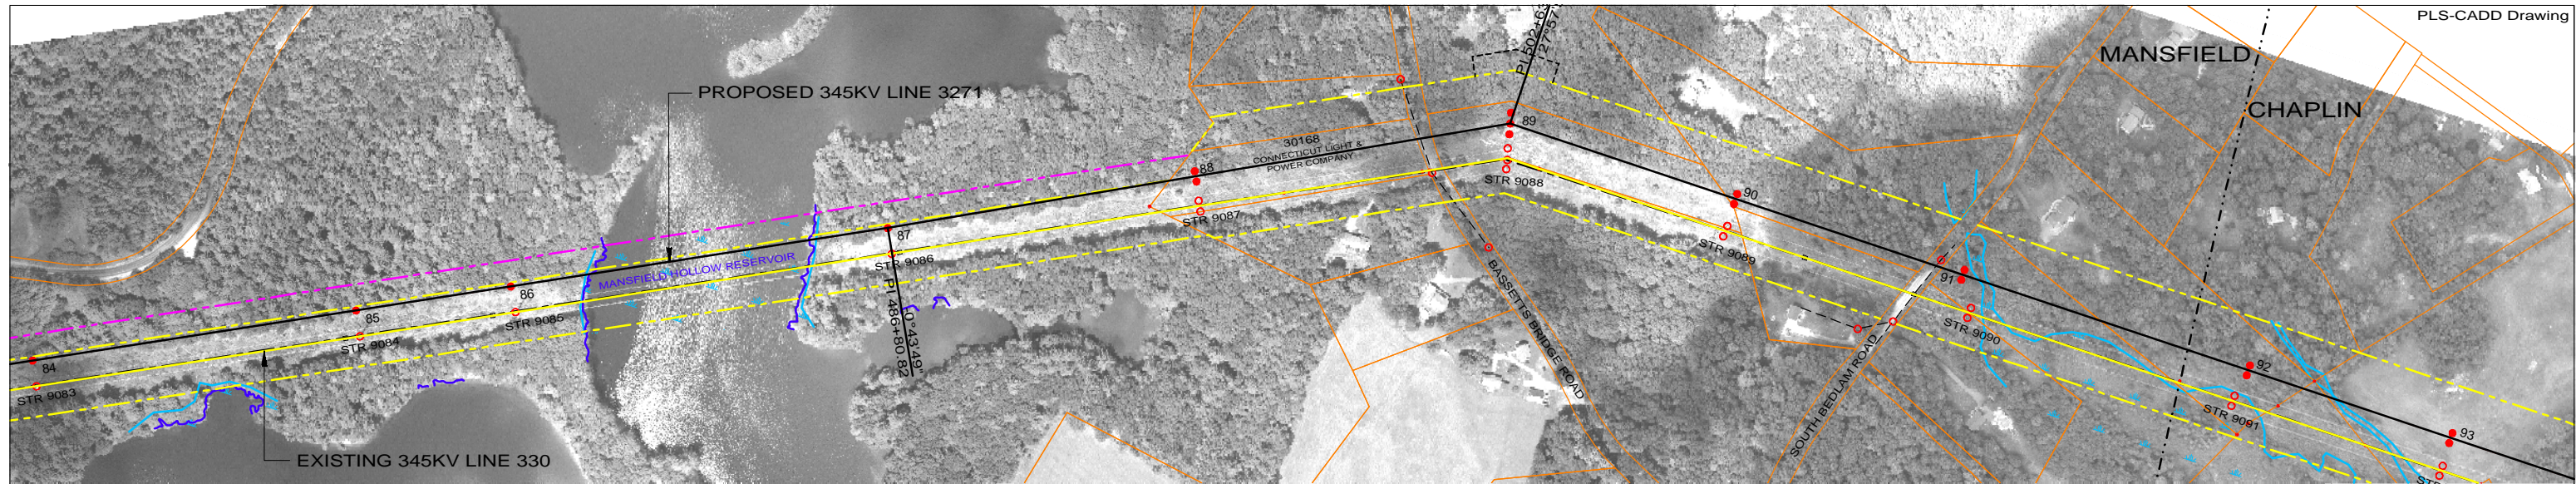 PLS-CADD Drawing
MANSFIELD
CHAPLIN
PROPOSED 345KV LINE 3271
30168
CONNECTICUT LIGHT &
POWER COMPANY
MANSFIELD HOLLOW RESERVOIR
EXISTING 345KV LINE 330
84
85
86
87
88
89
90
91
92
93
STR 9083
STR 9084
STR 9085
STR 9086
STR 9087
STR 9088
STR 9089
STR 9090
STR 9091
PI 486+80.82
0°43'49"
BASSETTS BRIDGE ROAD
SOUTH BEDLAM ROAD